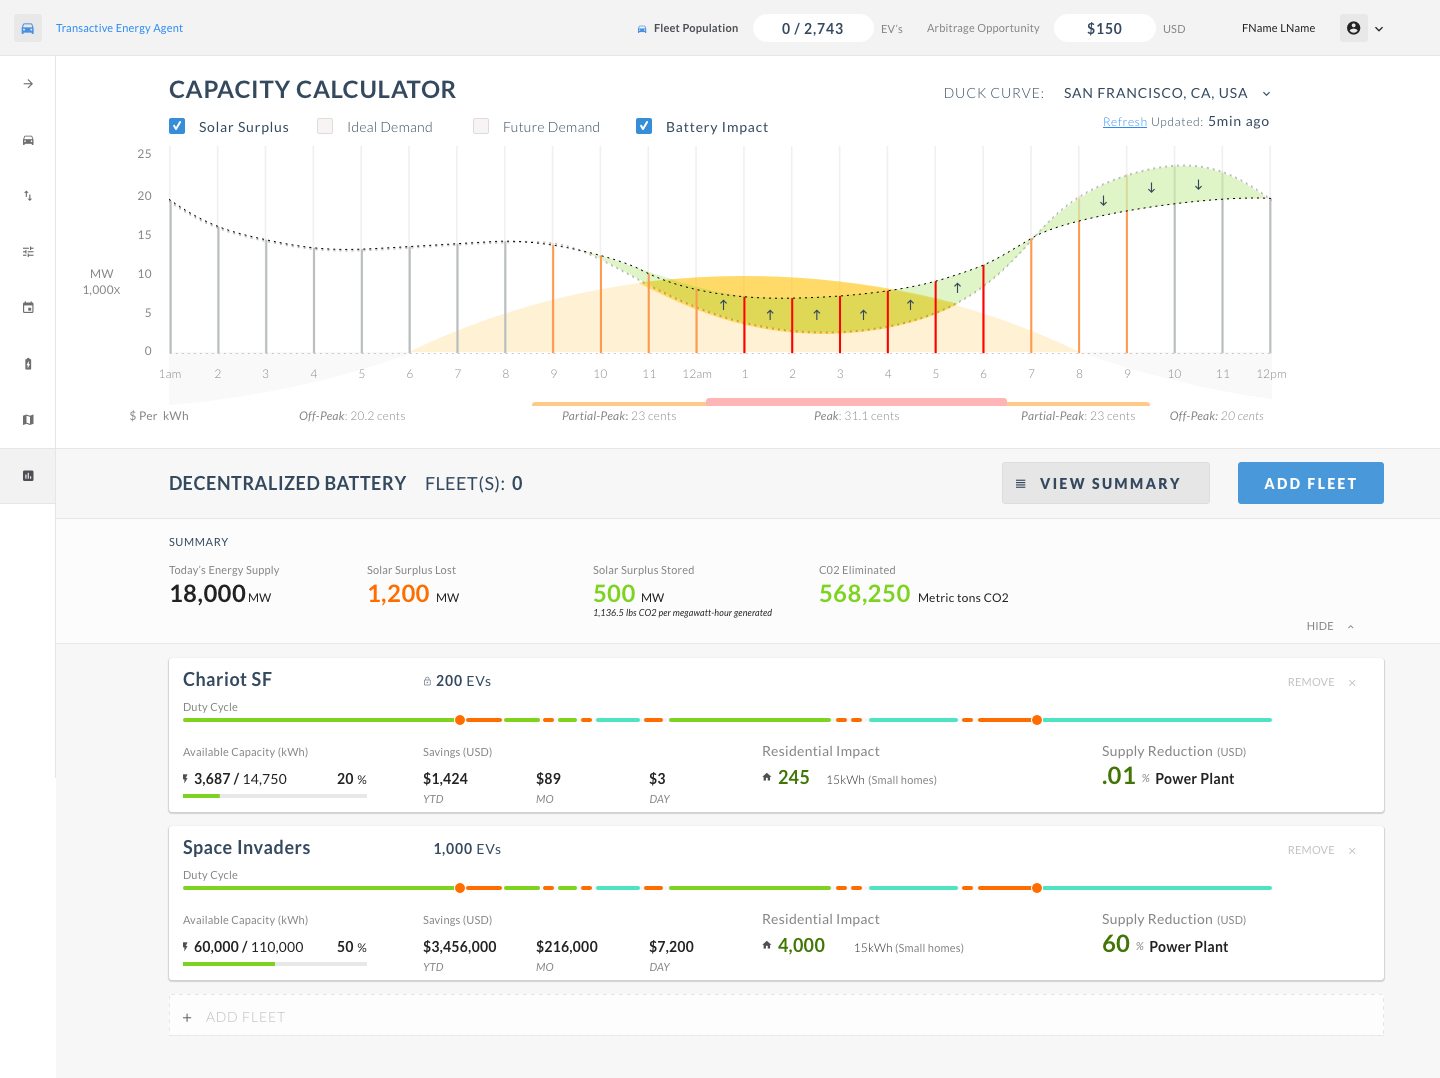 Transactive Energy Agent
Fleet Population 0 / 2,743 EV's Arbitrage Opportunity $150 USD FName LName
CAPACITY CALCULATOR
DUCK CURVE: SAN FRANCISCO, CA, USA
Solar Surplus Ideal Demand Future Demand Battery Impact
Refresh Updated: 5min ago
25
20
15
10
5
0
MW
1,000x
1am 2 3 4 5 6 7 8 9 10 11 12am 1 2 3 4 5 6 7 8 9 10 11 12pm
$ Per kWh Off-Peak: 20.2 cents Partial-Peak: 23 cents Peak: 31.1 cents Partial-Peak: 23 cents Off-Peak: 20 cents
DECENTRALIZED BATTERY FLEET(S): 0 VIEW SUMMARY ADD FLEET
SUMMARY
Today's Energy Supply Solar Surplus Lost Solar Surplus Stored C02 Eliminated
18,000 MW 1,200 MW 500 MW 568,250 Metric tons CO2
1,136.5 lbs CO2 per megawatt-hour generated
HIDE
Chariot SF 200 EVs REMOVE
Duty Cycle
Available Capacity (kWh) Savings (USD) Residential Impact Supply Reduction (USD)
3,687 / 14,750 20 % $1,424 $89 $3 245 15kWh (Small homes) .01 % Power Plant
YTD MO DAY
Space Invaders 1,000 EVs REMOVE
Duty Cycle
Available Capacity (kWh) Savings (USD) Residential Impact Supply Reduction (USD)
60,000 / 110,000 50 % $3,456,000 $216,000 $7,200 4,000 15kWh (Small homes) 60 % Power Plant
YTD MO DAY
+ ADD FLEET